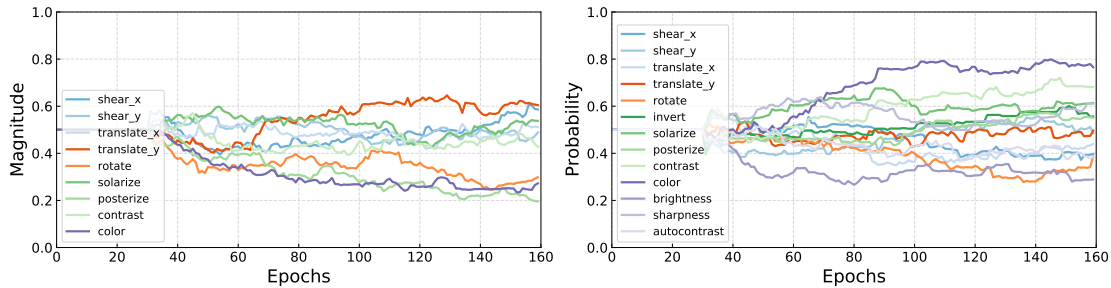 1.0
0.8
0.6
0.4
0.2
0.0
Magnitude
shear_x
shear_y
translate_x
translate_y
rotate
solarize
posterize
contrast
color
0 20 40 60 80 100 120 140 160
Epochs
1.0
0.8
0.6
0.4
0.2
0.0
Probability
shear_x
shear_y
translate_x
translate_y
rotate
invert
solarize
posterize
contrast
color
brightness
sharpness
autocontrast
0 20 40 60 80 100 120 140 160
Epochs